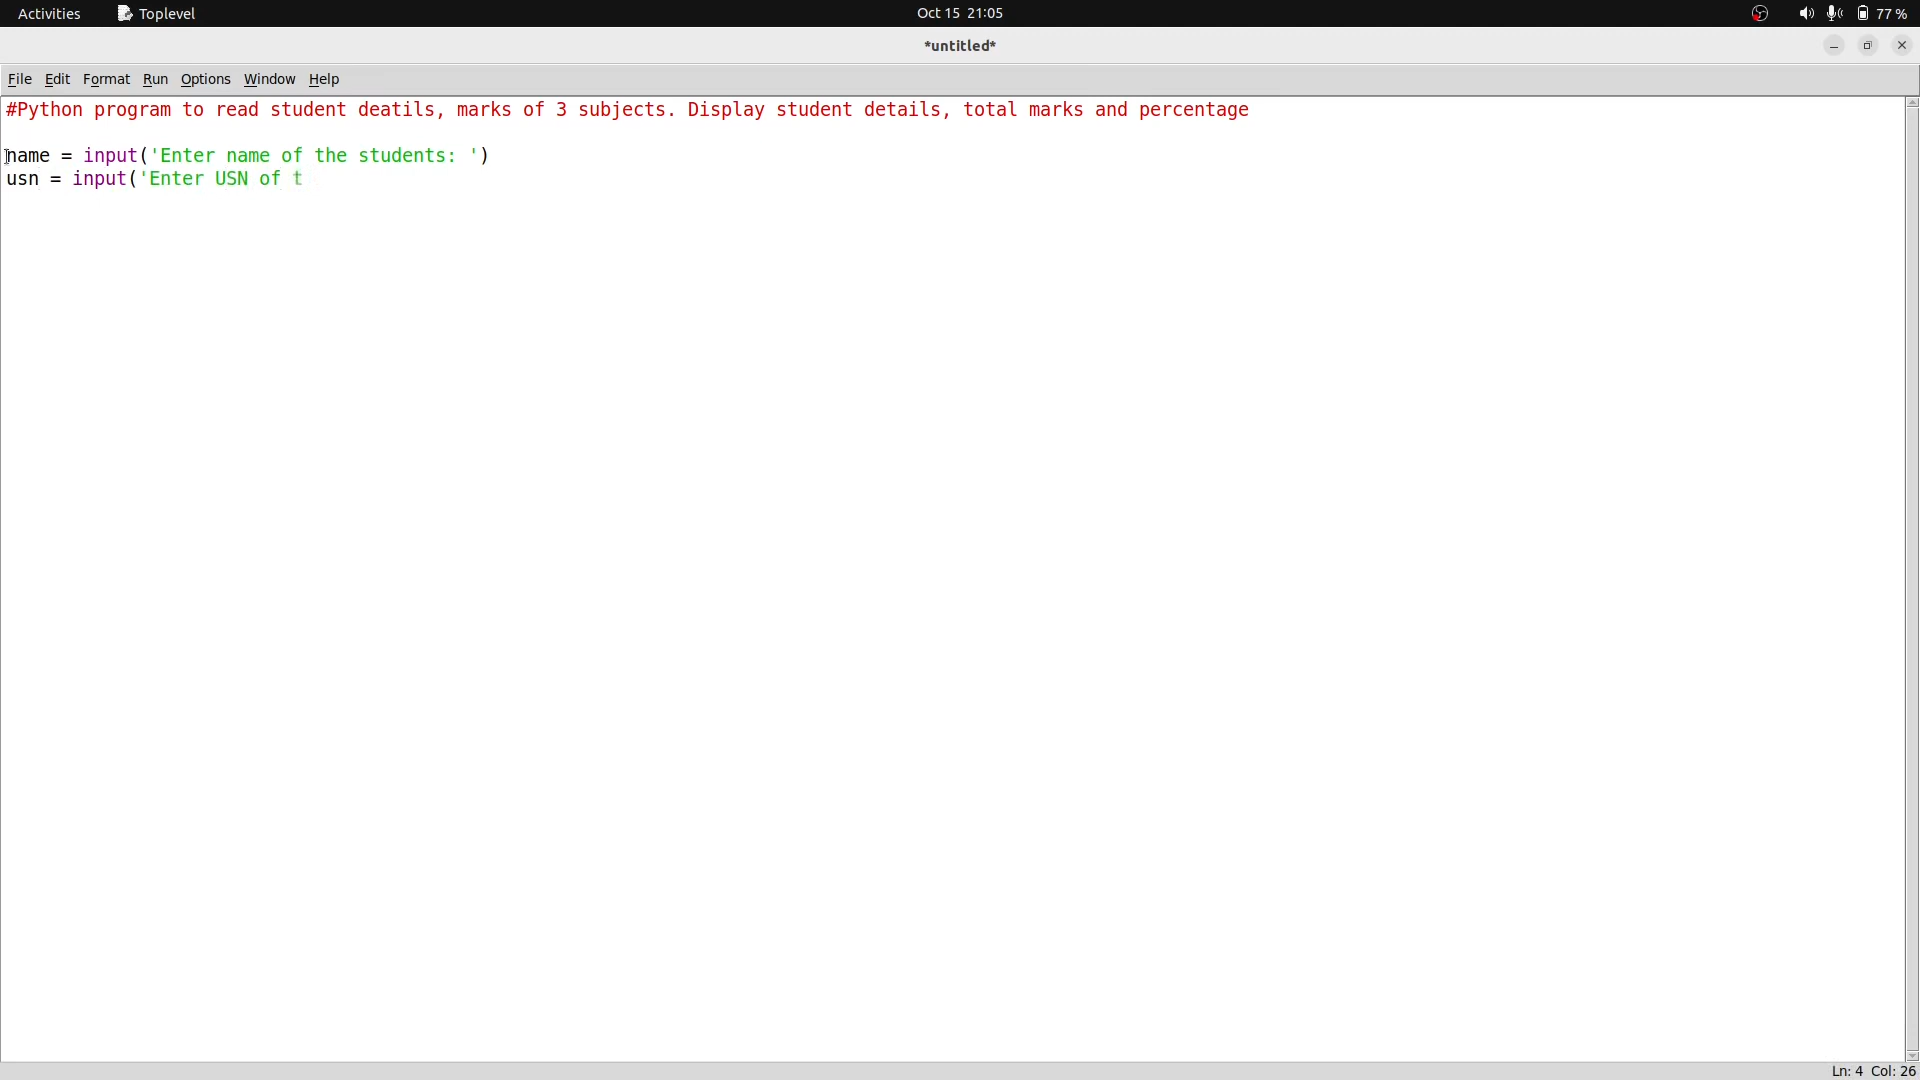 Activities Toplevel Oct 15 21:05 77 %
*untitled*
File Edit Format Run Options Window Help
#Python program to read student deatils, marks of 3 subjects. Display student details, total marks and percentage
name = input('Enter name of the students: ')
usn = input('Enter USN of t
Ln: 4 Col: 26